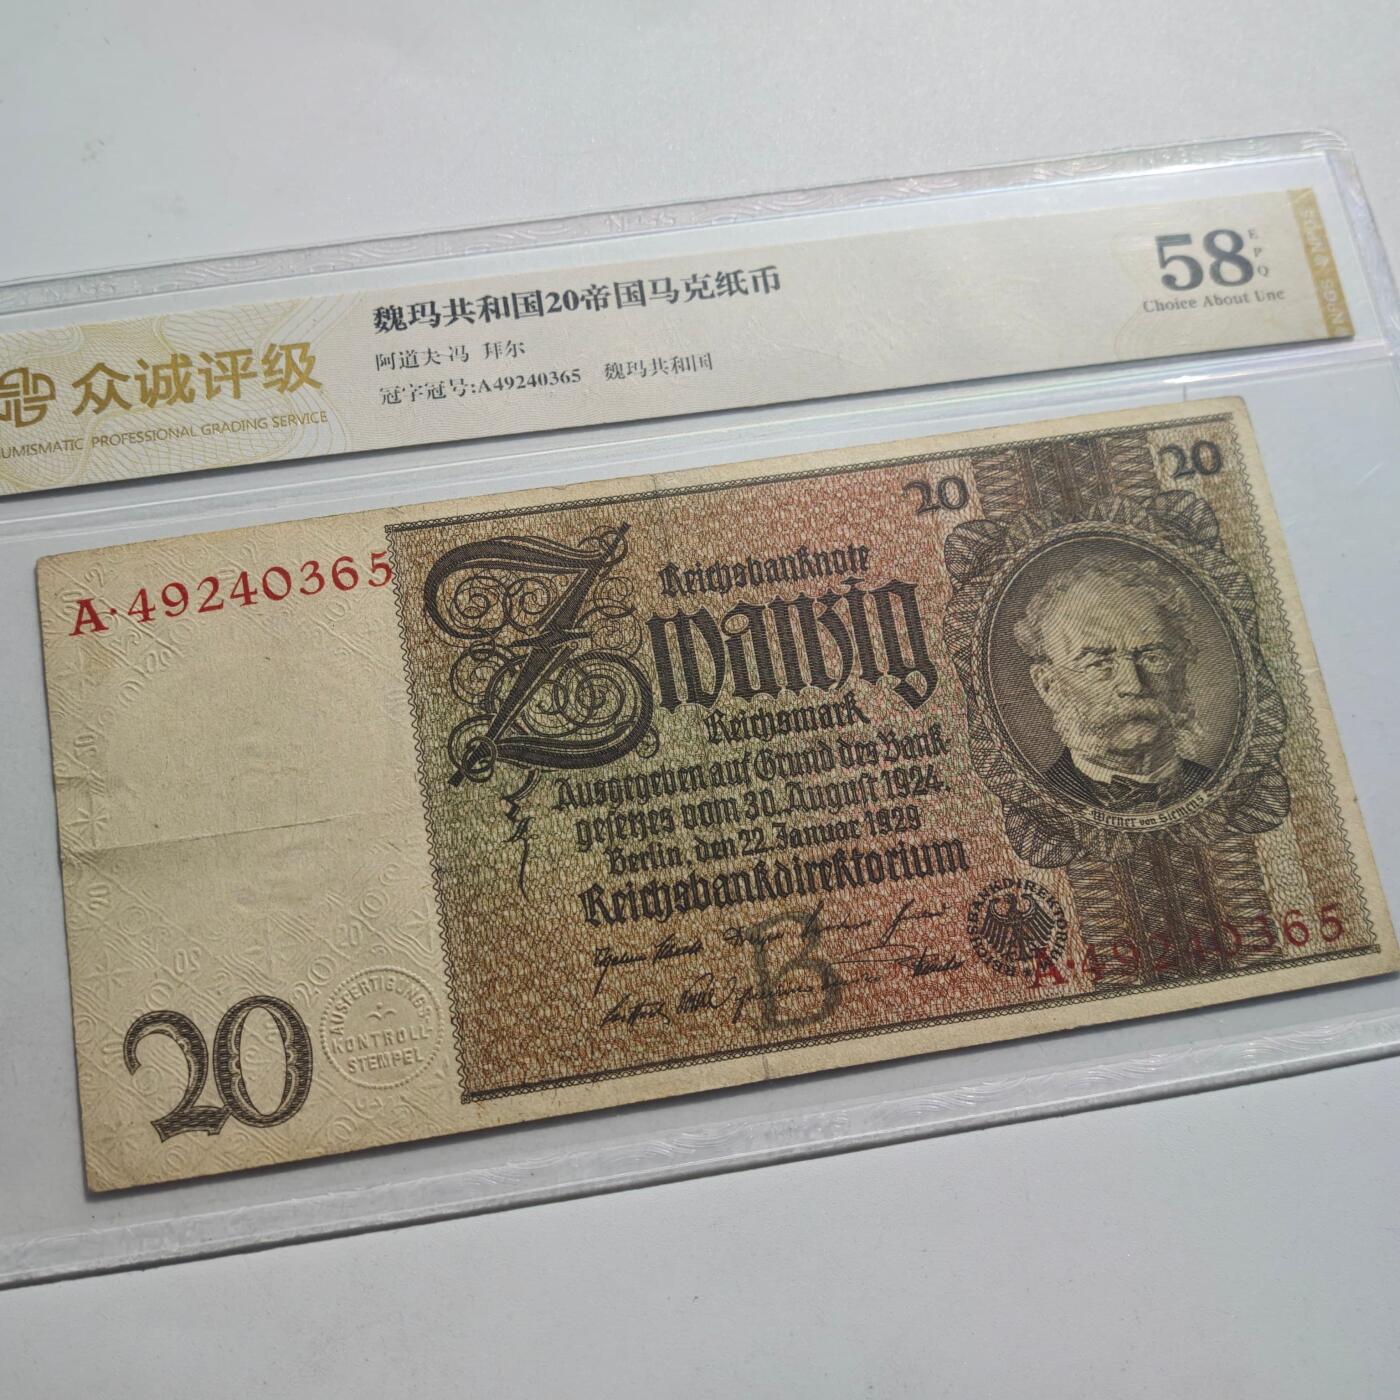 魏玛共和国20帝国马克纸币
阿道夫·冯 拜尔
冠字冠号:A49240365 魏玛共和国
58
EPQ
Choice About Unc
众诚评级
UMISMATIC PROFESSIONAL GRADING SERVICE
A·49240365
20
20
Reichsbanknote
Zwanzig
Reichsmark
Ausgegeben auf Grund des Bank-
gesetzes vom 30. August 1924.
Berlin, den 22. Januar 1929
Reichsbankdirektorium
Werner von Siemens
REICHSBANKDIREKTORIUM
B
A·49240365
20
AUSFERTIGUNGS-
KONTROLL
STEMPEL